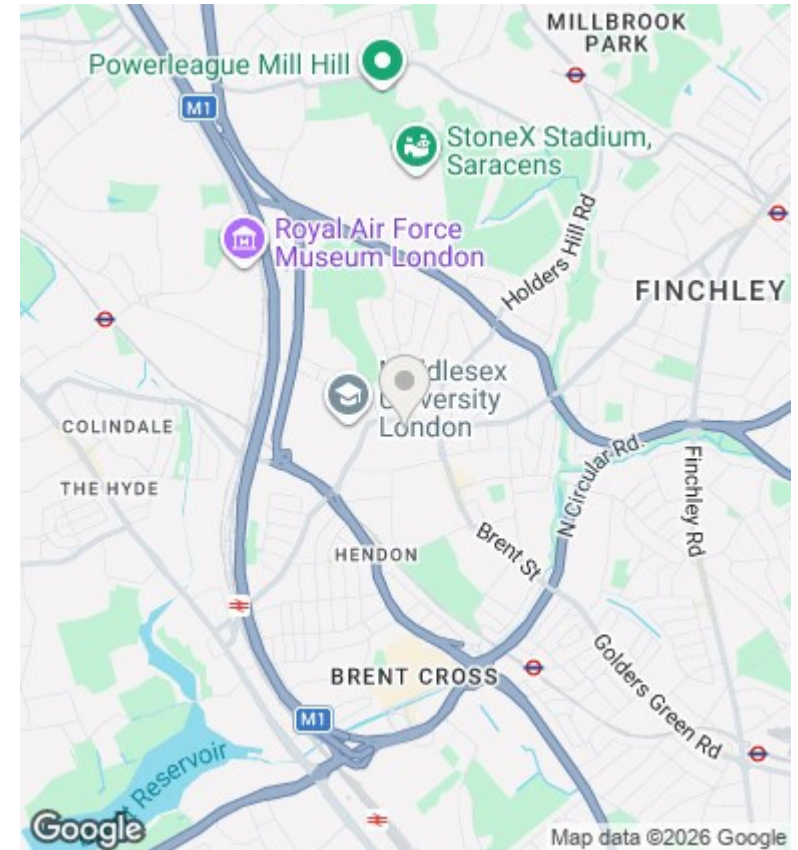 MILLBROOK
PARK
Powerleague Mill Hill
M1
StoneX Stadium,
Saracens
Royal Air Force
Museum London
Holders Hill Rd
FINCHLEY
Middlesex
University
London
COLINDALE
THE HYDE
N Circular Rd
Finchley Rd
Brent St
HENDON
BRENT CROSS
Golders Green Rd
M1
Reservoir
Google
Map data ©2026 Google